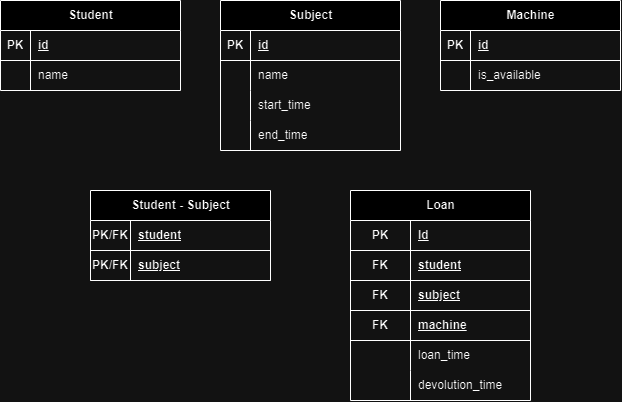 Student
PK id
name
Subject
PK id
name
start_time
end_time
Machine
PK id
is_available
Student - Subject
PK/FK student
PK/FK subject
Loan
PK Id
FK student
FK subject
FK machine
loan_time
devolution_time